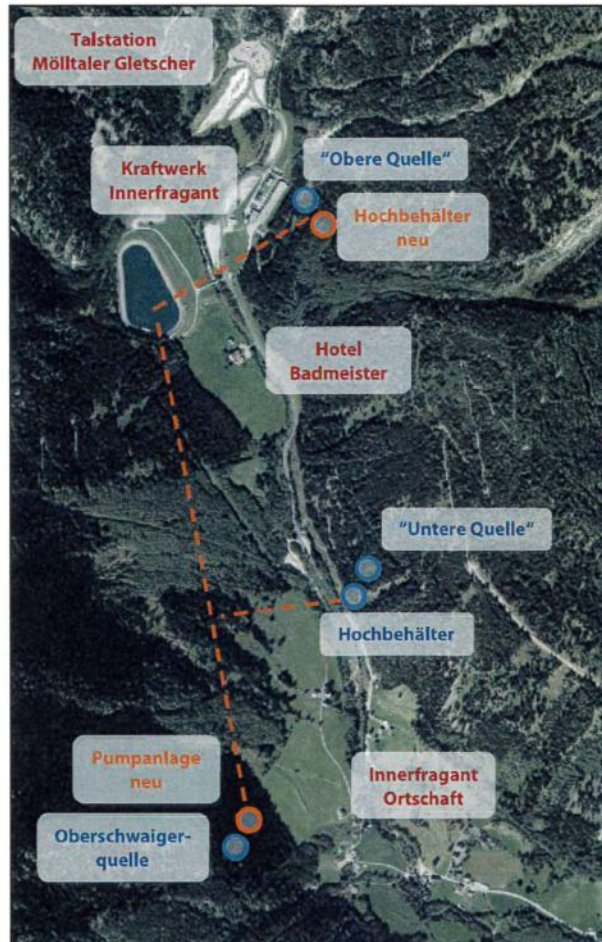 Talstation
Mölltaler Gletscher
Kraftwerk
Innerfragant
"Obere Quelle"
Hochbehälter
neu
Hotel
Badmeister
"Untere Quelle"
Hochbehälter
Pumpanlage
neu
Innerfragant
Ortschaft
Oberschwaiger-
quelle